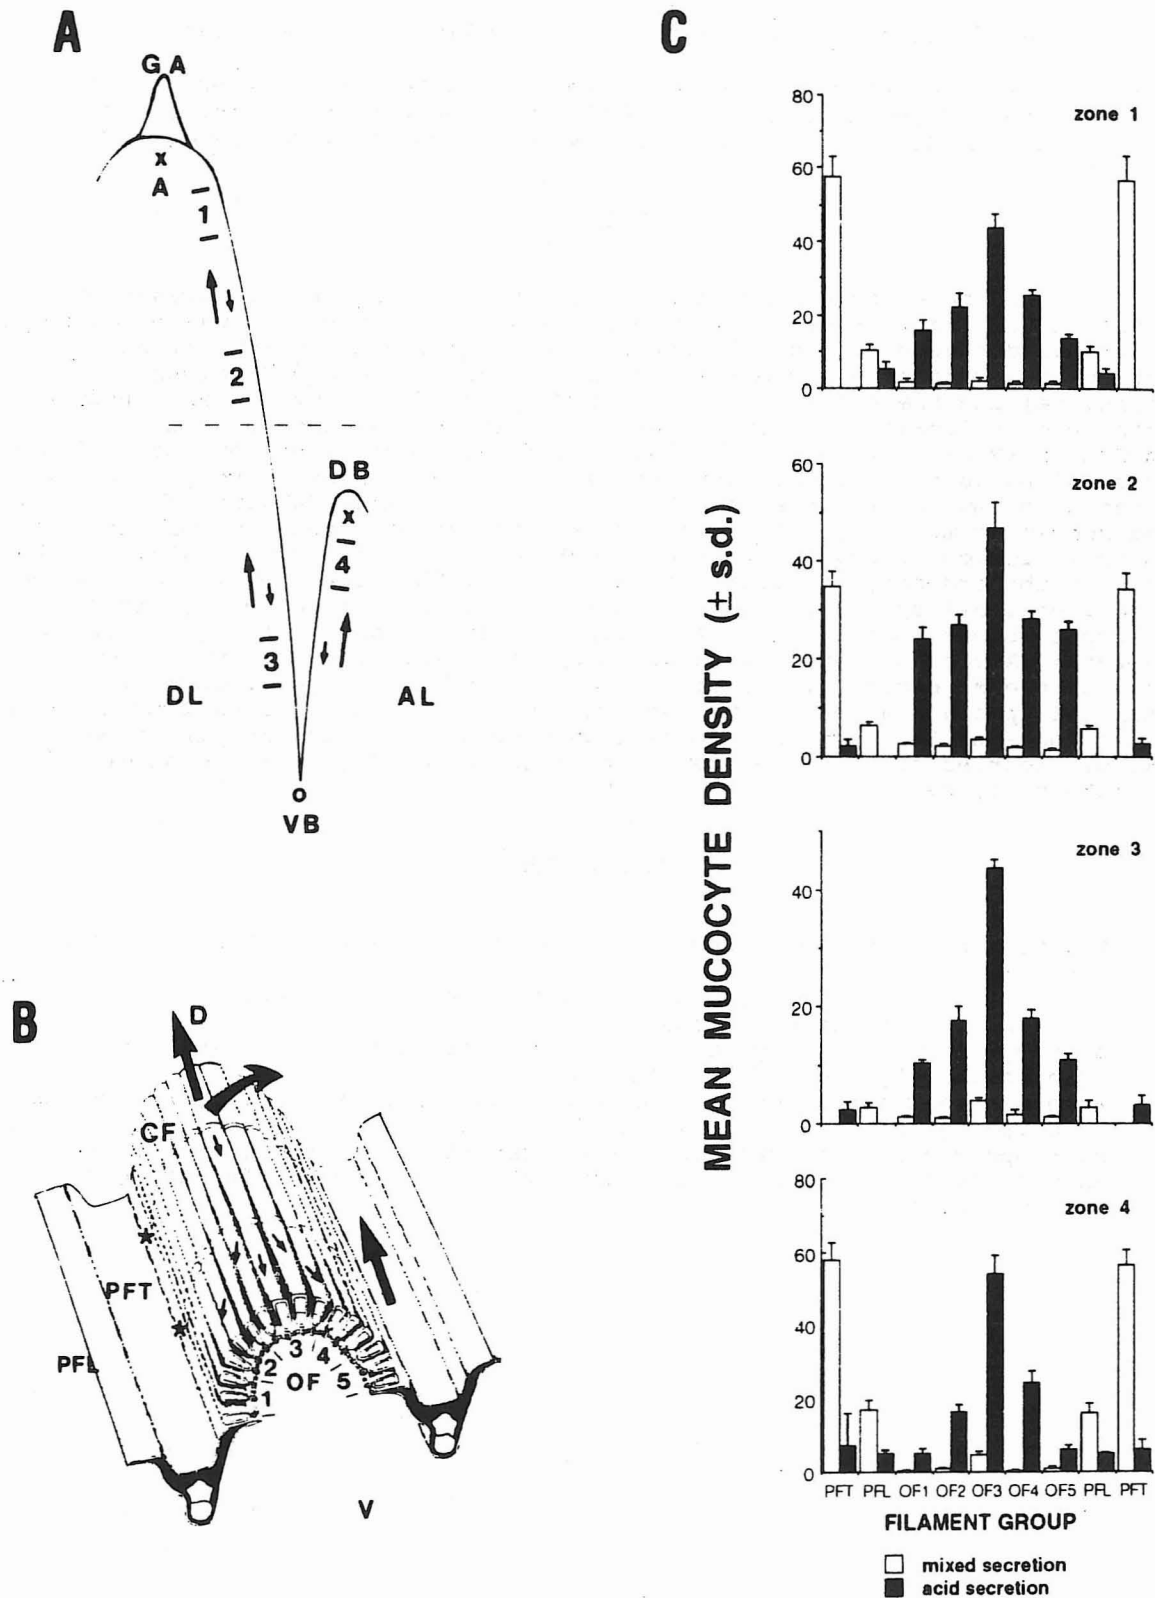 A
GA
x
A
1
2
DB
x
4
3
DL
AL
o
VB
B
D
CF
PFT
PFL
1
2
3
4
5
OF
V
C
MEAN MUCOCYTE DENSITY (± s.d.)
zone 1
80
60
40
20
0
zone 2
60
40
20
0
zone 3
40
20
0
zone 4
80
60
40
20
0
PFT PFL OF1 OF2 OF3 OF4 OF5 PFL PFT
FILAMENT GROUP
mixed secretion
acid secretion